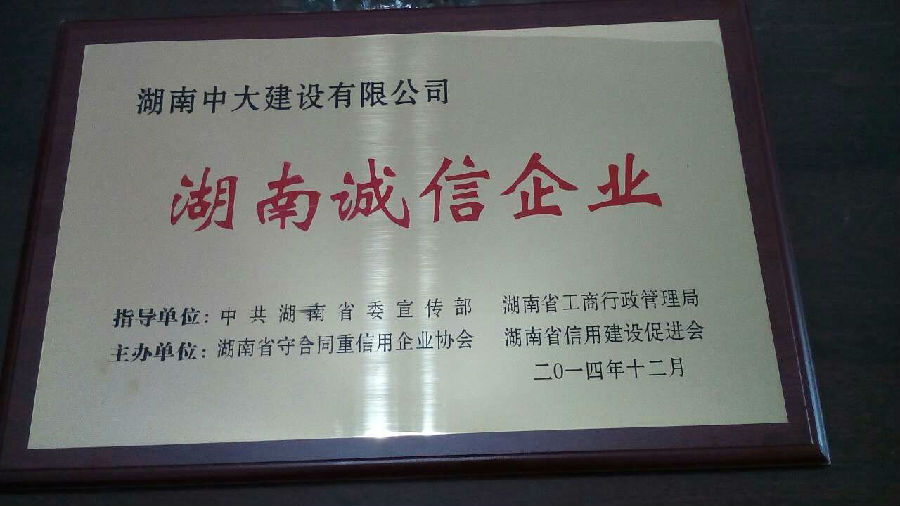 湖南中大建设有限公司
湖南诚信企业
指导单位:中共湖南省委宣传部 湖南省工商行政管理局
主办单位:湖南省守合同重信用企业协会 湖南省信用建设促进会
二〇一四年十二月